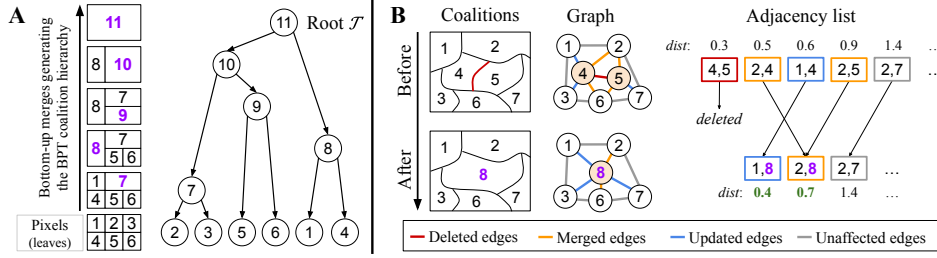 A
Bottom-up merges generating
the BPT coalition hierarchy
11
8 10
8 7
9
8 7
5 6
1 7
4 5 6
Pixels
(leaves)
1 2 3
4 5 6
Root 𝒯
11
10
9
8
7
2 3 5 6 1 4
B
Coalitions Graph Adjacency list
Before
After
1 2
4 5
3 6 7
1 2
4 5
3 6 7
dist: 0.3 0.5 0.6 0.9 1.4 ...
4,5 2,4 1,4 2,5 2,7 ...
deleted
1 2
8
3 6 7
1 2
8
3 6 7
1,8 2,8 2,7 ...
dist: 0.4 0.7 1.4 ...
Deleted edges Merged edges Updated edges Unaffected edges